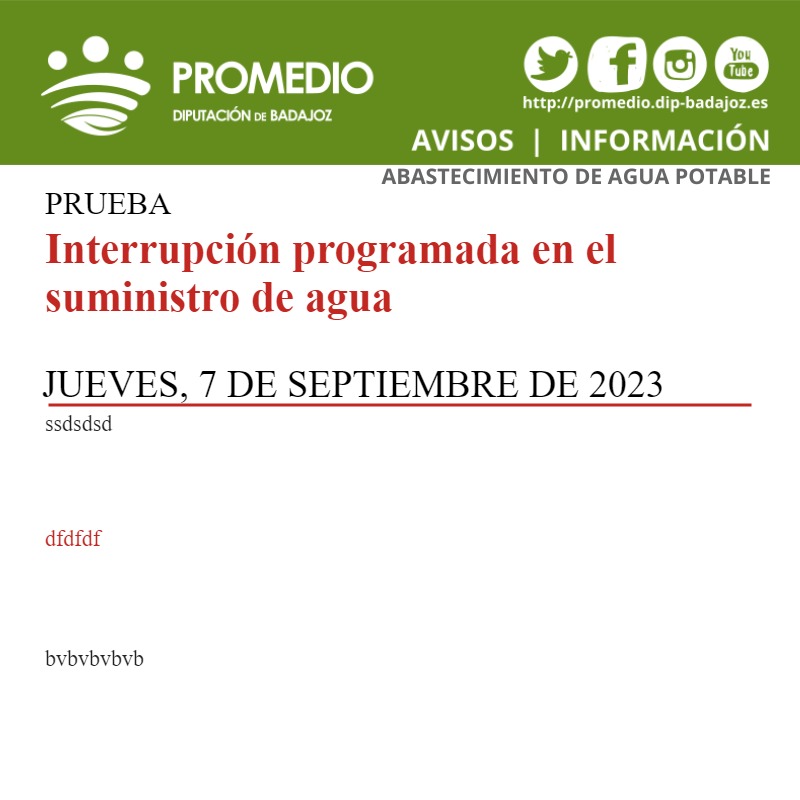 PROMEDIO
DIPUTACIÓN DE BADAJOZ
You
Tube
http://promedio.dip-badajoz.es
AVISOS | INFORMACIÓN
ABASTECIMIENTO DE AGUA POTABLE
PRUEBA
Interrupción programada en el
suministro de agua
JUEVES, 7 DE SEPTIEMBRE DE 2023
ssdsdsd
dfdfdf
bvbvbvbvb